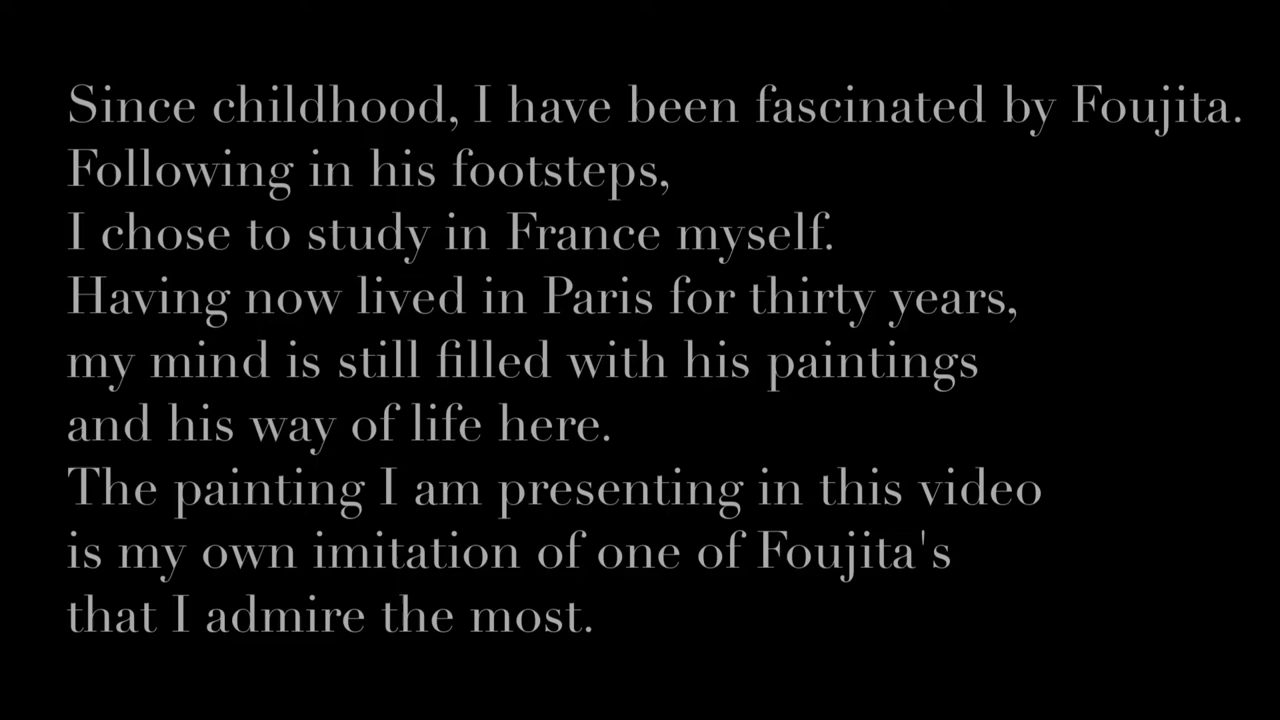 Since childhood, I have been fascinated by Foujita.
Following in his footsteps,
I chose to study in France myself.
Having now lived in Paris for thirty years,
my mind is still filled with his paintings
and his way of life here.
The painting I am presenting in this video
is my own imitation of one of Foujita's
that I admire the most.